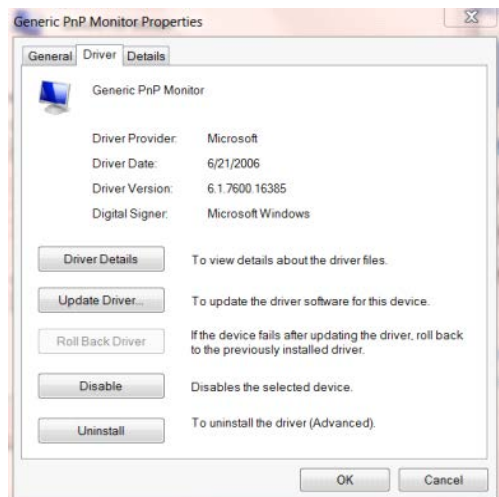 Generic PnP Monitor Properties
General Driver Details
Generic PnP Monitor
Driver Provider: Microsoft
Driver Date: 6/21/2006
Driver Version: 6.1.7600.16385
Digital Signer: Microsoft Windows
Driver Details To view details about the driver files.
Update Driver... To update the driver software for this device.
Roll Back Driver If the device fails after updating the driver, roll back
to the previously installed driver.
Disable Disables the selected device.
Uninstall To uninstall the driver (Advanced).
OK Cancel